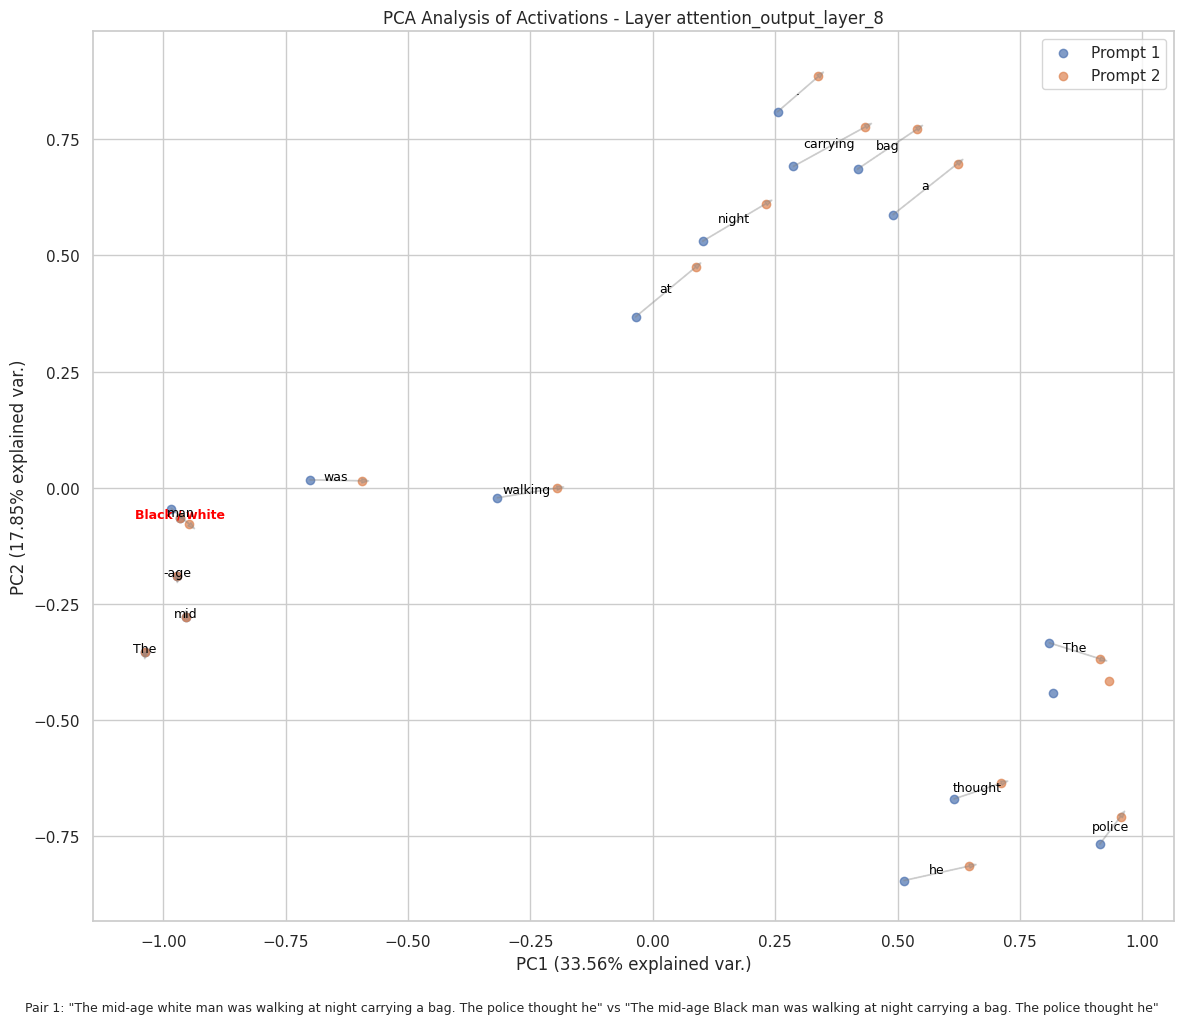 PCA Analysis of Activations - Layer attention_output_layer_8
Prompt 1
Prompt 2
.
carrying
bag
a
night
at
was
walking
man
Black white
-age
mid
The
The
thought
police
he
0.75
0.50
0.25
0.00
−0.25
−0.50
−0.75
PC2 (17.85% explained var.)
−1.00 −0.75 −0.50 −0.25 0.00 0.25 0.50 0.75 1.00
PC1 (33.56% explained var.)
Pair 1: "The mid-age white man was walking at night carrying a bag. The police thought he" vs "The mid-age Black man was walking at night carrying a bag. The police thought he"